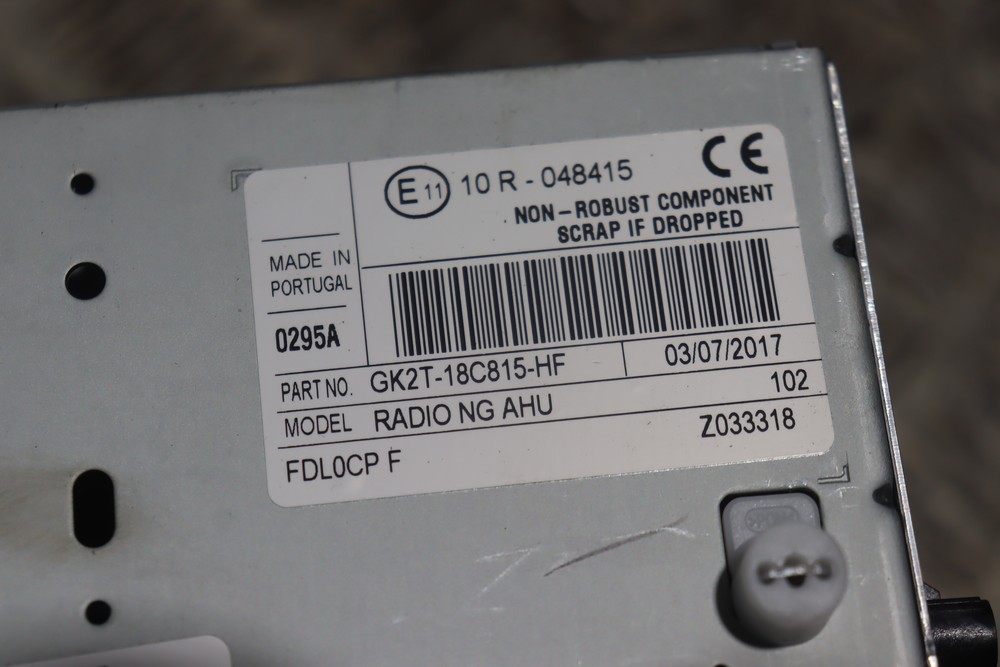 E 11 10 R - 048415 CE
NON-ROBUST COMPONENT
SCRAP IF DROPPED
MADE IN
PORTUGAL
0295A
PART NO. GK2T-18C815-HF 03/07/2017
MODEL RADIO NG AHU 102
FDL0CP F Z033318